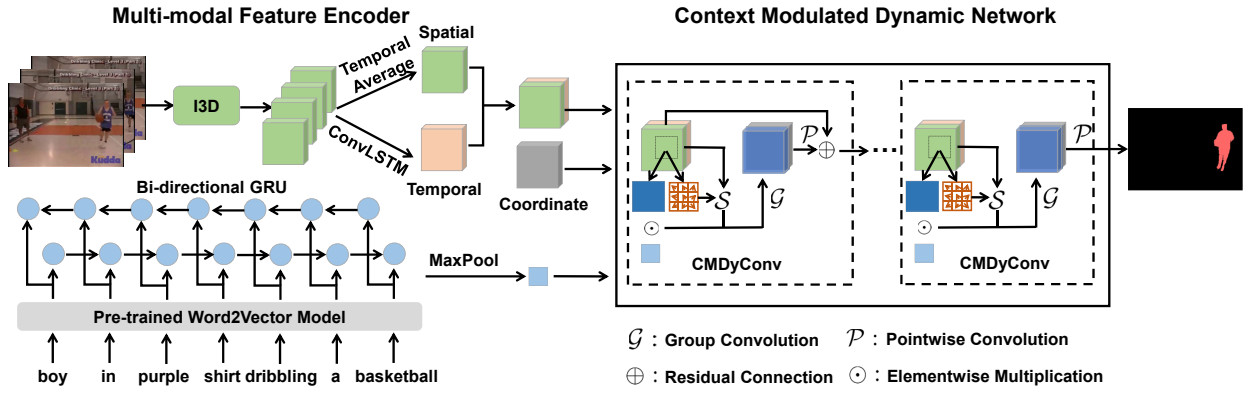 Multi-modal Feature Encoder
Context Modulated Dynamic Network
Spatial
Temporal
Average
I3D
ConvLSTM
Temporal
Coordinate
Kudda
𝒫
𝒮
𝒢
CMDyConv
𝒫
𝒮
𝒢
CMDyConv
Bi-directional GRU
MaxPool
Pre-trained Word2Vector Model
boy in purple shirt dribbling a basketball
𝒢 : Group Convolution
𝒫 : Pointwise Convolution
⊕ : Residual Connection
⊙ : Elementwise Multiplication